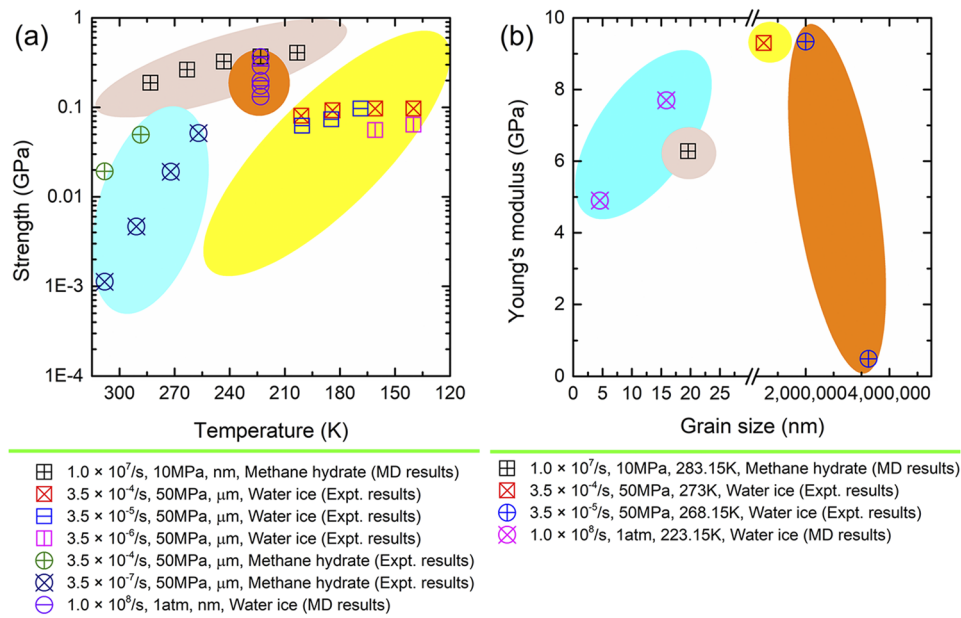 (a)
Strength (GPa)
1
0.1
0.01
1E-3
1E-4
300 270 240 210 180 150 120
Temperature (K)
1.0 × 10⁷/s, 10MPa, nm, Methane hydrate (MD results)
3.5 × 10⁻⁴/s, 50MPa, μm, Water ice (Expt. results)
3.5 × 10⁻⁵/s, 50MPa, μm, Water ice (Expt. results)
3.5 × 10⁻⁶/s, 50MPa, μm, Water ice (Expt. results)
3.5 × 10⁻⁴/s, 50MPa, μm, Methane hydrate (Expt. results)
3.5 × 10⁻⁷/s, 50MPa, μm, Methane hydrate (Expt. results)
1.0 × 10⁸/s, 1atm, nm, Water ice (MD results)
(b)
Young's modulus (GPa)
10
8
6
4
2
0
0 5 10 15 20 25 2,000,000 4,000,000
Grain size (nm)
1.0 × 10⁷/s, 10MPa, 283.15K, Methane hydrate (MD results)
3.5 × 10⁻⁴/s, 50MPa, 273K, Water ice (Expt. results)
3.5 × 10⁻⁵/s, 50MPa, 268.15K, Water ice (Expt. results)
1.0 × 10⁸/s, 1atm, 223.15K, Water ice (MD results)